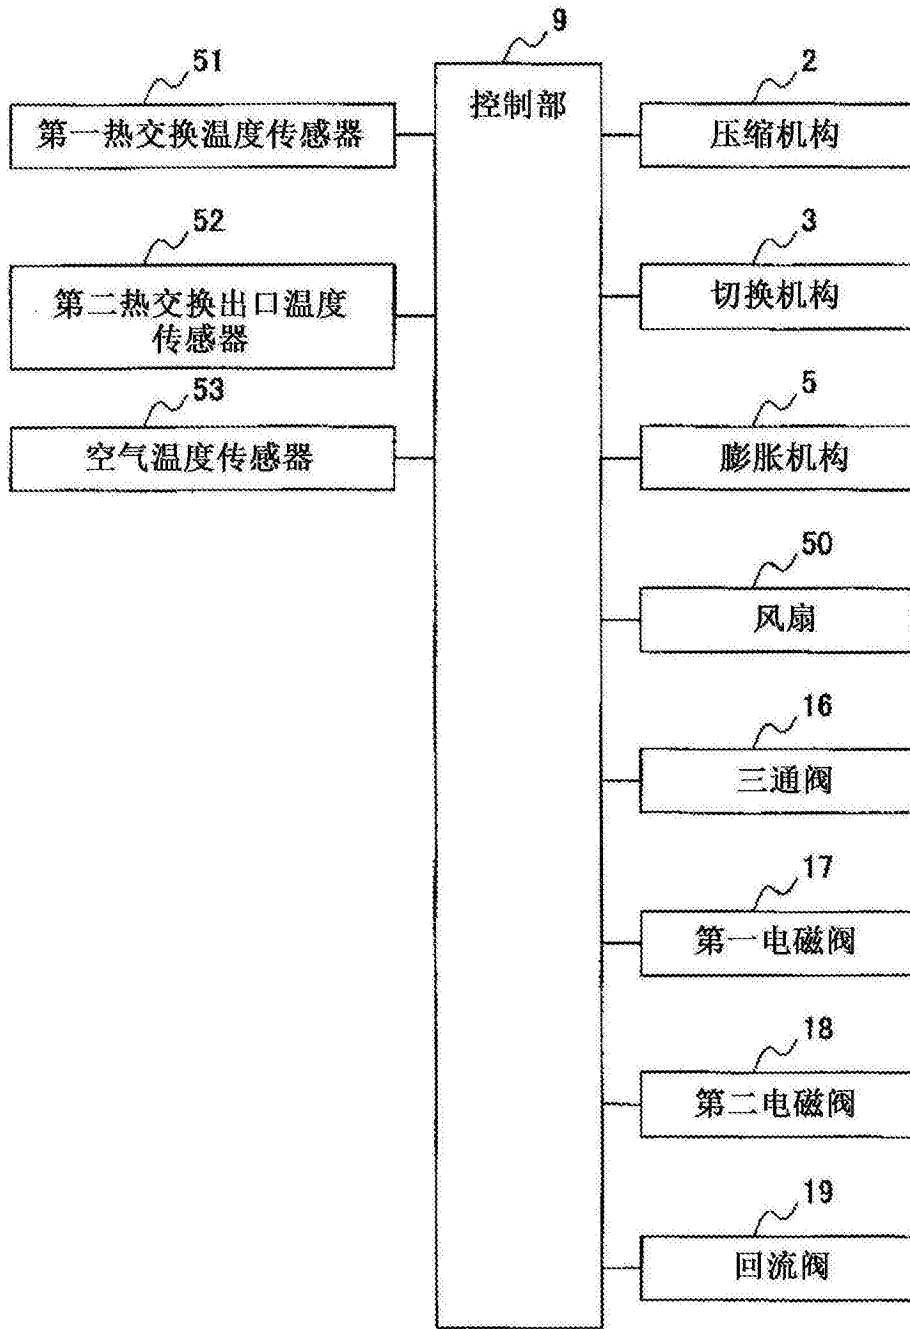 9
控制部
51
第一热交换温度传感器
52
第二热交换出口温度
传感器
53
空气温度传感器
2
压缩机构
3
切换机构
5
膨胀机构
50
风扇
16
三通阀
17
第一电磁阀
18
第二电磁阀
19
回流阀